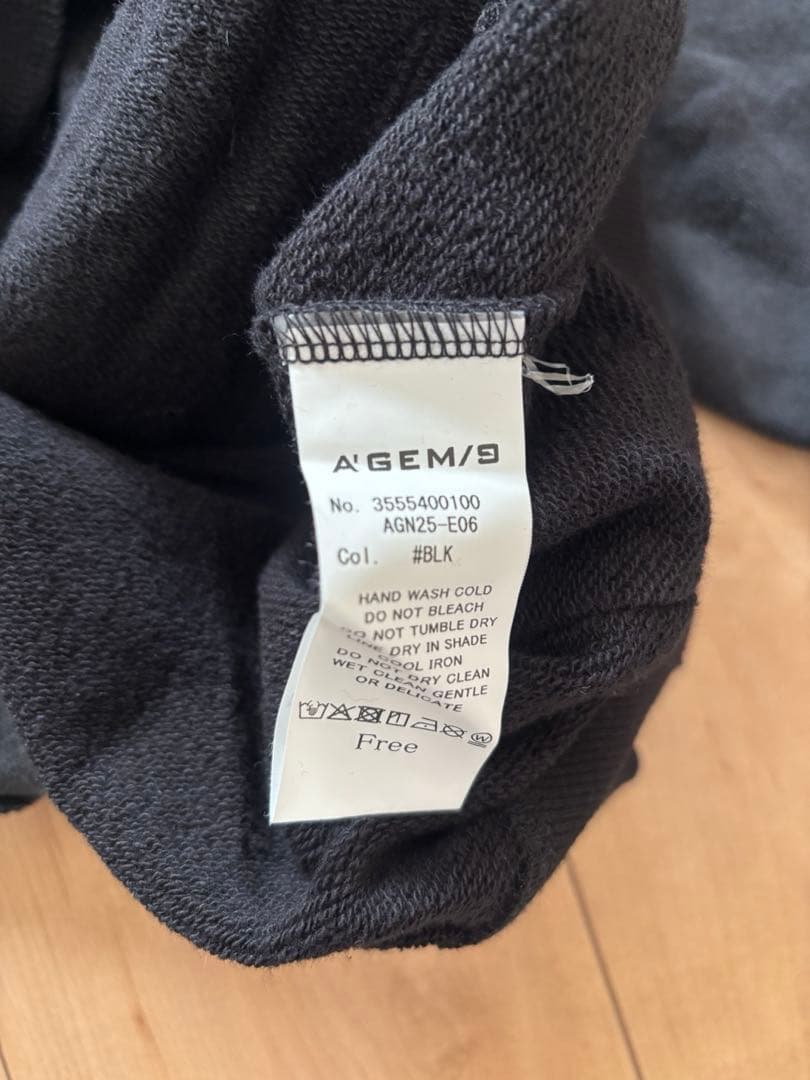 A'GEM/9
No. 3555400100
AGN25-E06
Col. #BLK
HAND WASH COLD
DO NOT BLEACH
DO NOT TUMBLE DRY
LINE DRY IN SHADE
COOL IRON
DO NOT DRY CLEAN
WET CLEAN GENTLE
OR DELICATE
W
Free